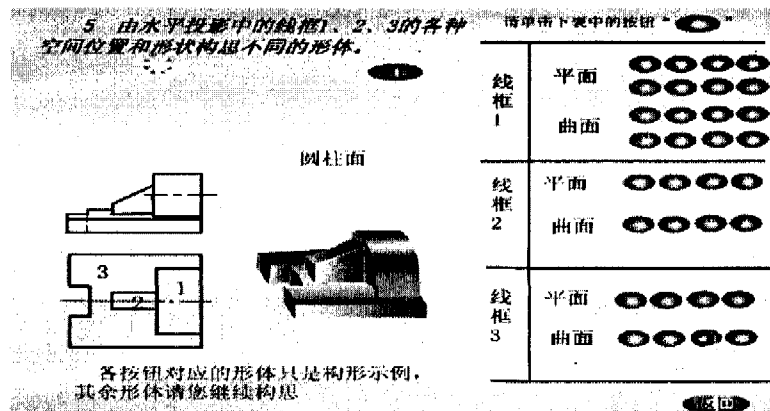 5 由水平投影中的线框1、2、3的各种
空间位置和形状构思不同的形体。
圆柱面
3
2
1
各按钮对应的形体只是构形示例，
其余形体请您继续构思
请单击下表中的按钮“ ”
线框1 平面
曲面
线框2 平面
曲面
线框3 平面
曲面
返回